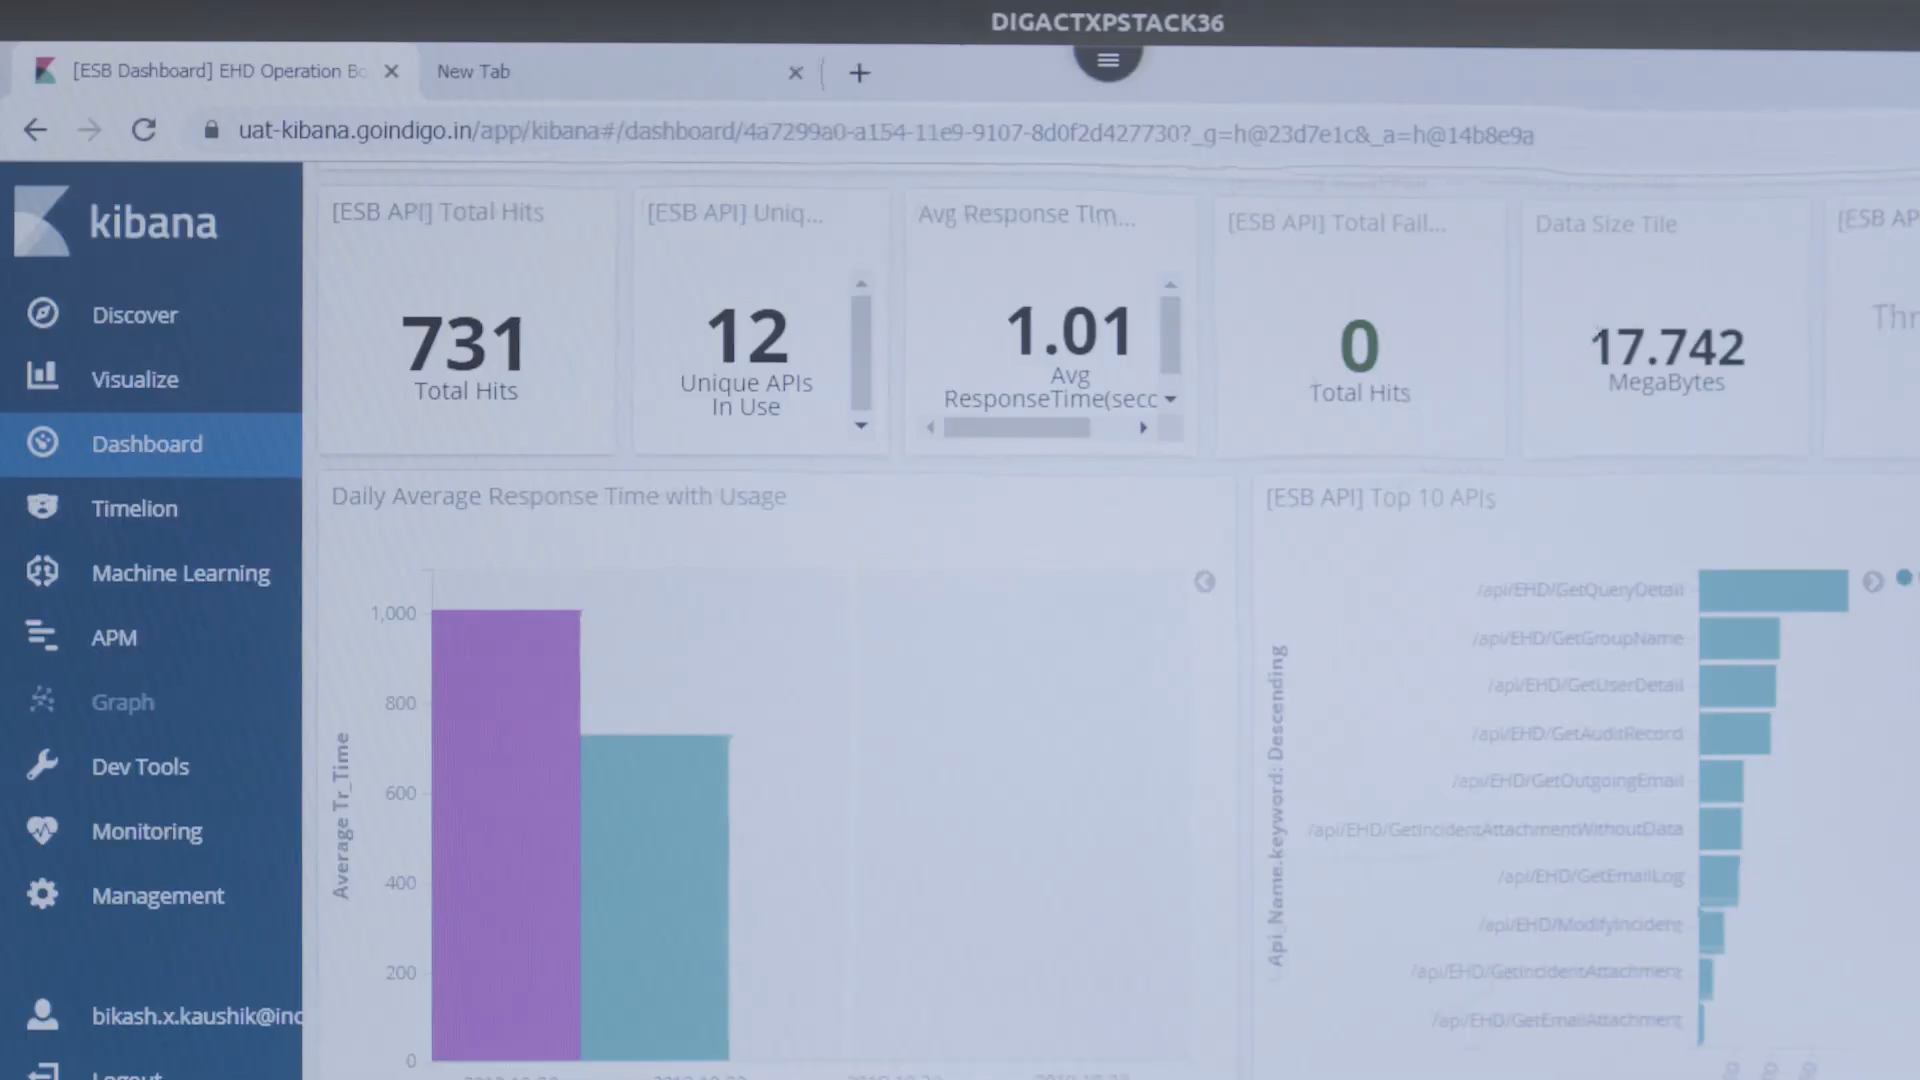 DIGACTXPSTACK36
[ESB Dashboard] EHD Operation Bo
New Tab
uat-kibana.goindigo.in/app/kibana#/dashboard/4a7299a0-a154-11e9-9107-8d0f2d427730?_g=h@23d7e1c&_a=h@14b8e9a
kibana
Discover
Visualize
Dashboard
Timelion
Machine Learning
APM
Graph
Dev Tools
Monitoring
Management
bikash.x.kaushik@inc
Logout
[ESB API] Total Hits
731
Total Hits
[ESB API] Uniq...
12
Unique APIs
In Use
Avg Response Tim...
1.01
Avg
ResponseTime(secc
[ESB API] Total Fail...
0
Total Hits
Data Size Tile
17.742
MegaBytes
[ESB AP
Thr
Daily Average Response Time with Usage
Average Tr_Time
1,000
800
600
400
200
0
[ESB API] Top 10 APIs
Api_Name.keyword: Descending
/api/EHD/GetQueryDetail
/api/EHD/GetGroupName
/api/EHD/GetUserDetail
/api/EHD/GetAuditRecord
/api/EHD/GetOutgoingEmail
/api/EHD/GetIncidentAttachmentWithoutData
/api/EHD/GetEmailLog
/api/EHD/ModifyIncident
/api/EHD/GetIncidentAttachment
/api/EHD/GetEmailAttachment